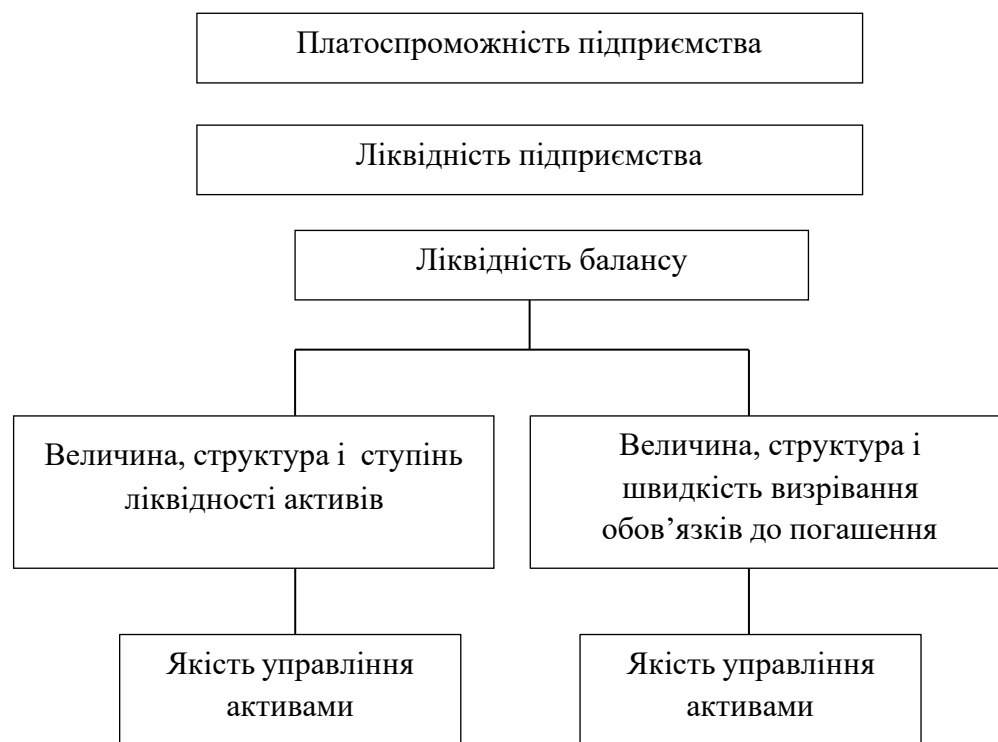 Платоспроможність підприємства
Ліквідність підприємства
Ліквідність балансу
Величина, структура і ступінь
ліквідності активів
Величина, структура і
швидкість визрівання
обов’язків до погашення
Якість управління
активами
Якість управління
активами